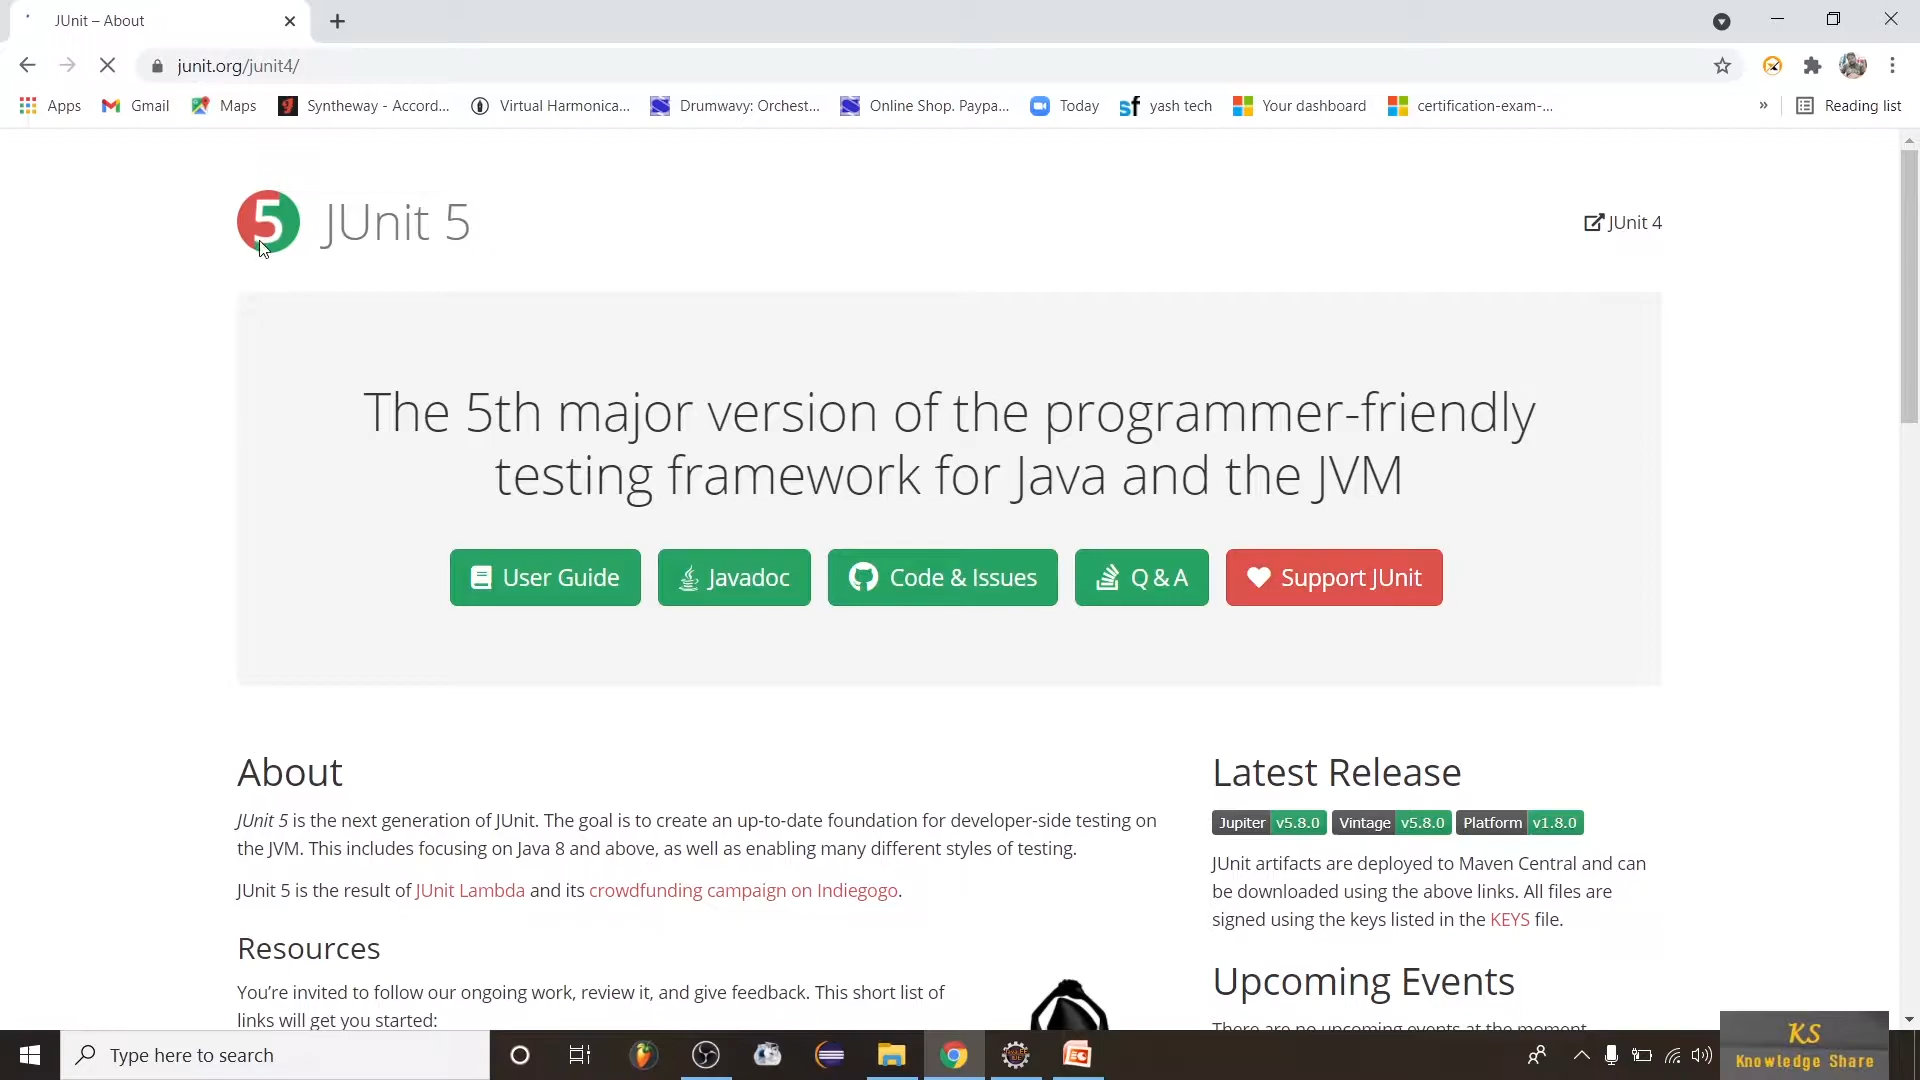 JUnit – About
junit.org/junit4/
Apps Gmail Maps Syntheway - Accord... Virtual Harmonica... Drumwavy: Orchest... Online Shop. Paypa... Today yash tech Your dashboard certification-exam-... » Reading list
5 JUnit 5
JUnit 4
The 5th major version of the programmer-friendly
testing framework for Java and the JVM
User Guide Javadoc Code & Issues Q & A Support JUnit
About
JUnit 5 is the next generation of JUnit. The goal is to create an up-to-date foundation for developer-side testing on
the JVM. This includes focusing on Java 8 and above, as well as enabling many different styles of testing.
JUnit 5 is the result of JUnit Lambda and its crowdfunding campaign on Indiegogo.
Resources
You’re invited to follow our ongoing work, review it, and give feedback. This short list of
links will get you started:
Latest Release
Jupiter v5.8.0 Vintage v5.8.0 Platform v1.8.0
JUnit artifacts are deployed to Maven Central and can
be downloaded using the above links. All files are
signed using the keys listed in the KEYS file.
Upcoming Events
There are no upcoming events at the moment.
Type here to search
KS
Knowledge Share